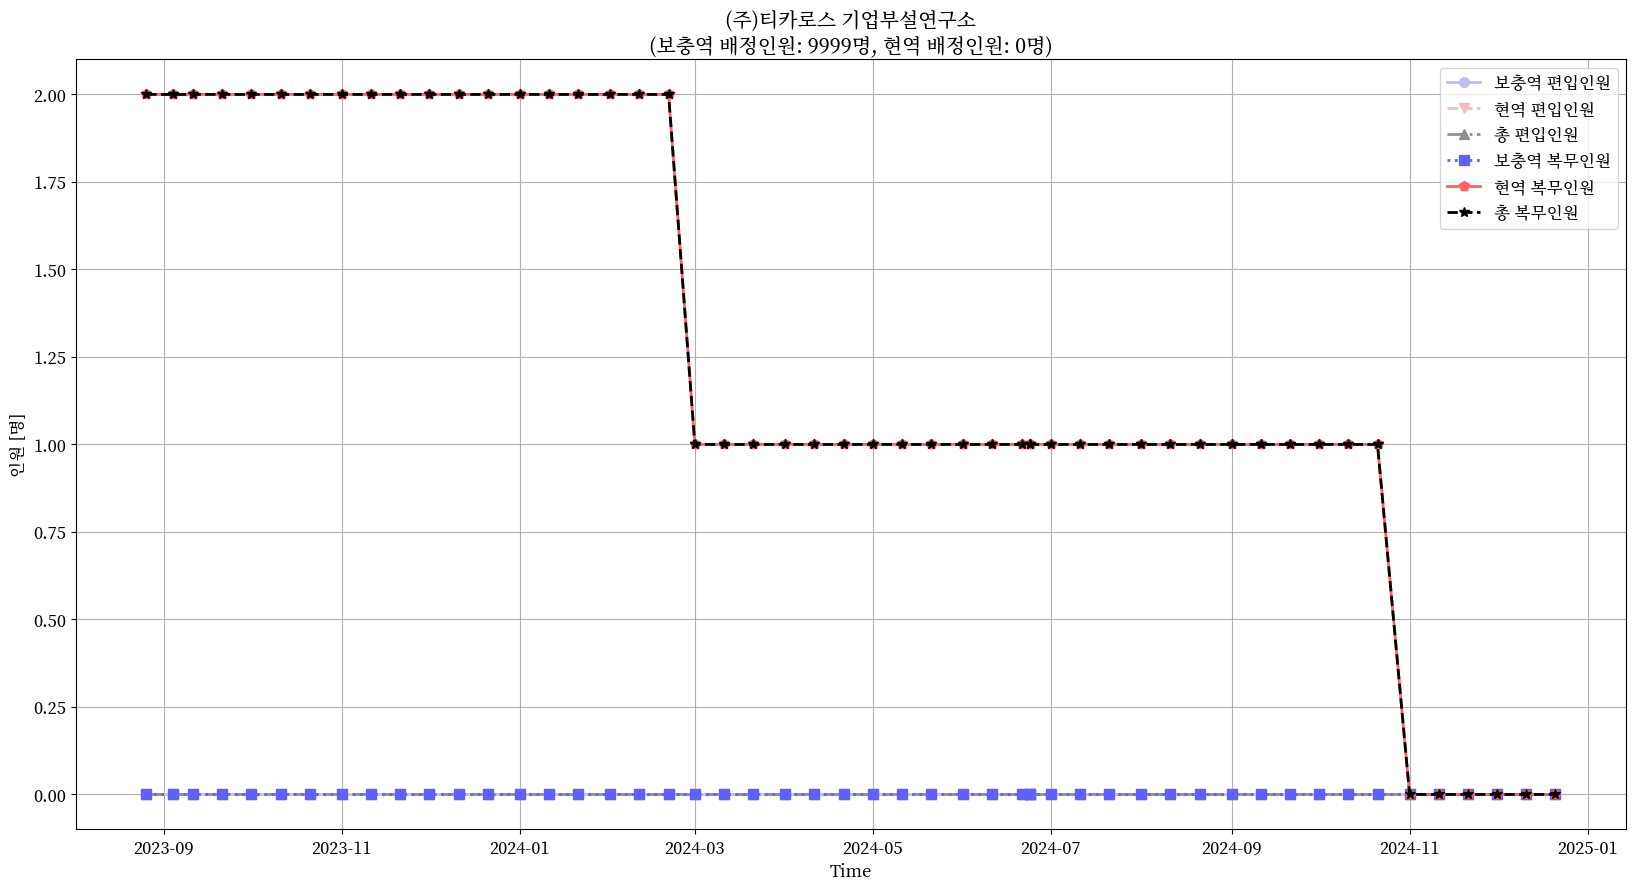 (주)티카로스 기업부설연구소
(보충역 배정인원: 9999명, 현역 배정인원: 0명)
보충역 편입인원
현역 편입인원
총 편입인원
보충역 복무인원
현역 복무인원
총 복무인원
인원 [명]
2.00
1.75
1.50
1.25
1.00
0.75
0.50
0.25
0.00
2023-09
2023-11
2024-01
2024-03
2024-05
2024-07
2024-09
2024-11
2025-01
Time